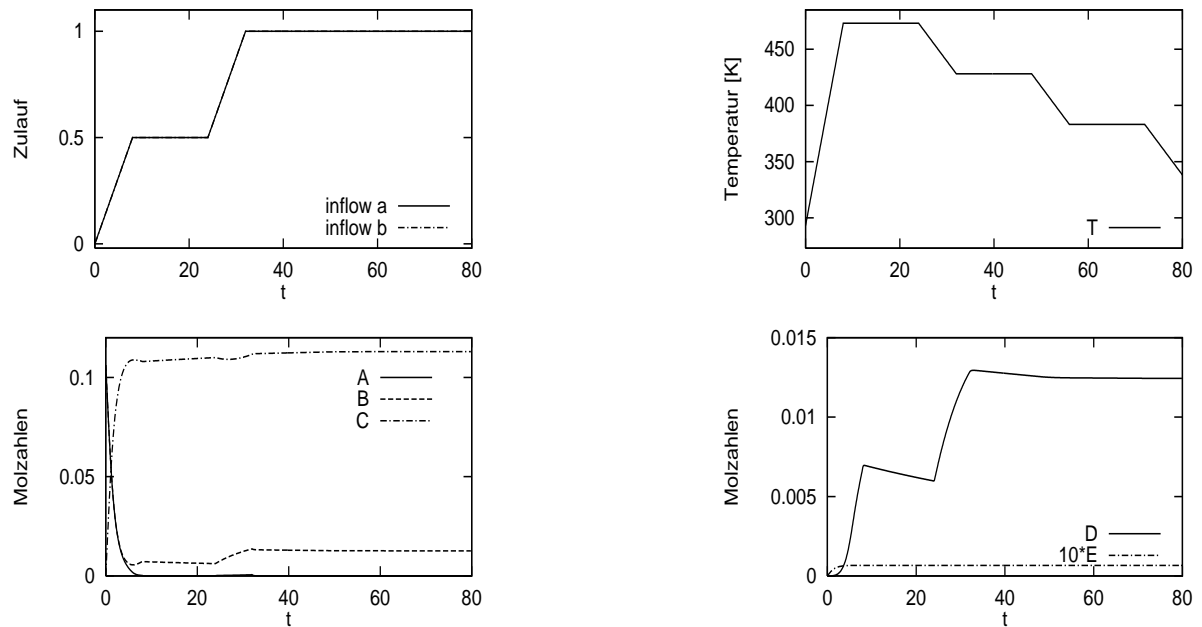 Zulauf
1
0.5
0
inflow a
inflow b
0 20 40 60 80
t
Temperatur [K]
450
400
350
300
T
0 20 40 60 80
t
Molzahlen
0.1
0.05
0
A
B
C
0 20 40 60 80
t
Molzahlen
0.015
0.01
0.005
0
D
10*E
0 20 40 60 80
t